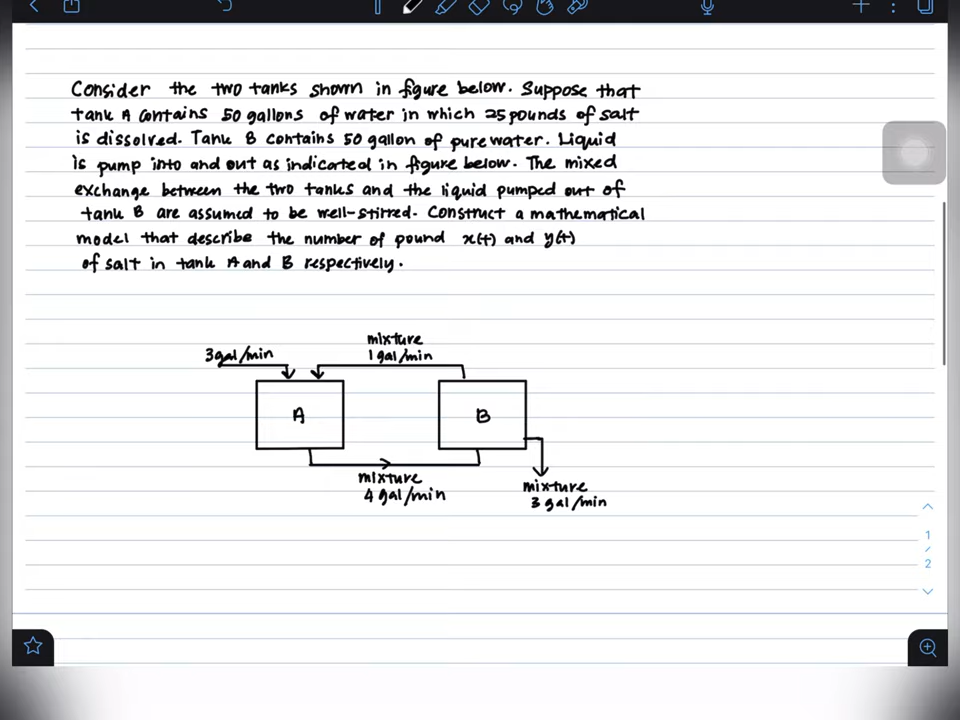 Consider the two tanks shown in figure below. Suppose that
tank A contains 50 gallons of water in which 25 pounds of salt
is dissolved. Tank B contains 50 gallon of pure water. Liquid
is pump into and out as indicated in figure below. The mixed
exchange between the two tanks and the liquid pumped out of
tank B are assumed to be well-stirred. Construct a mathematical
model that describe the number of pound x(t) and y(t)
of salt in tank A and B respectively.
mixture
3 gal/min
1 gal/min
A
B
mixture
4 gal/min
mixture
3 gal/min
1
/
2